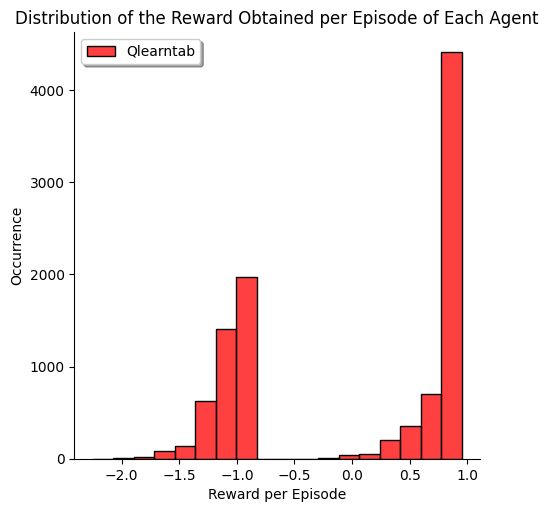 Distribution of the Reward Obtained per Episode of Each Agent
Qlearntab
4000
3000
2000
1000
0
Occurrence
−2.0 −1.5 −1.0 −0.5 0.0 0.5 1.0
Reward per Episode